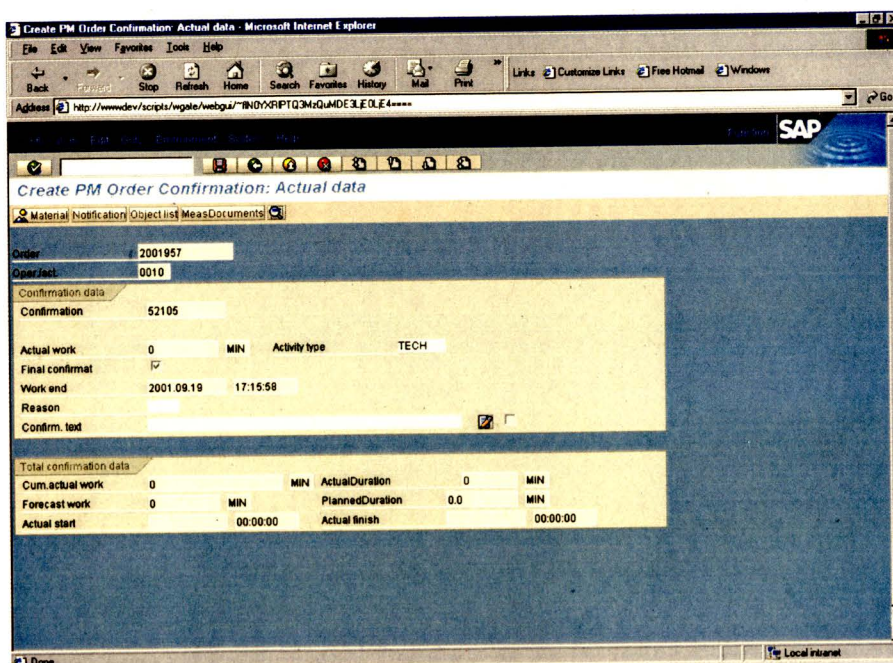 Create PM Order Confirmation: Actual data - Microsoft Internet Explorer
File Edit View Favorites Tools Help
Back Forward Stop Refresh Home Search Favorites History Mail Print » Links Customize Links Free Hotmail Windows
Address Go
SAP
Create PM Order Confirmation: Actual data
Material Notification Object list MeasDocuments
Order 2001957
Oper./act. 0010
Confirmation data
Confirmation 52105
Actual work 0 MIN Activity type TECH
Final confirmat
Work end 2001.09.19 17:15:58
Reason
Confirm. text
Total confirmation data
Cum.actual work 0 MIN ActualDuration 0 MIN
Forecast work 0 MIN PlannedDuration 0.0 MIN
Actual start 00:00:00 Actual finish 00:00:00
Done Local intranet